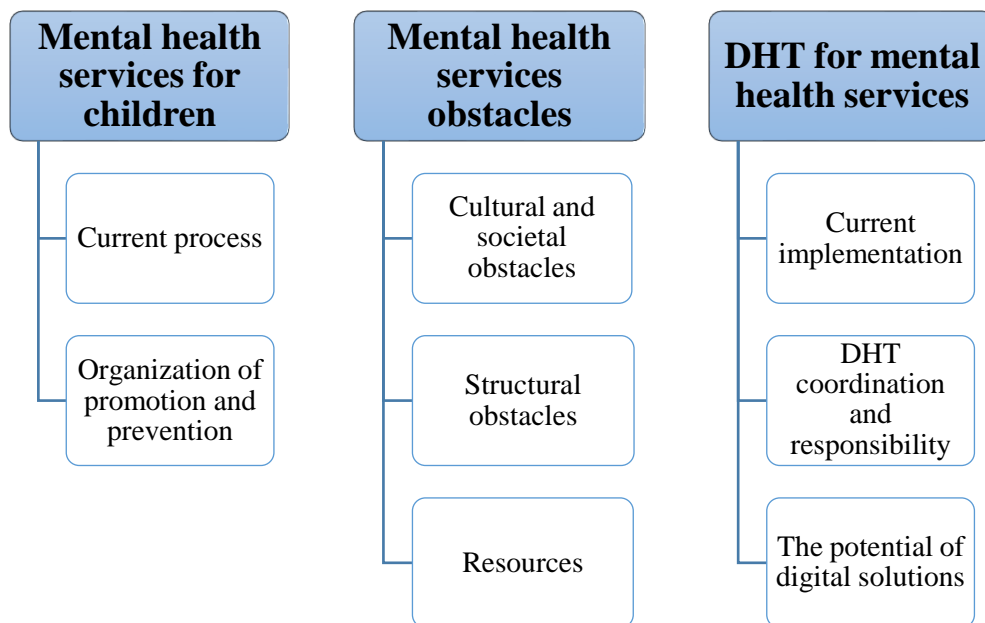 Mental health
services for
children
Current process
Organization of
promotion and
prevention
Mental health
services
obstacles
Cultural and
societal
obstacles
Structural
obstacles
Resources
DHT for mental
health services
Current
implementation
DHT
coordination
and
responsibility
The potential of
digital solutions